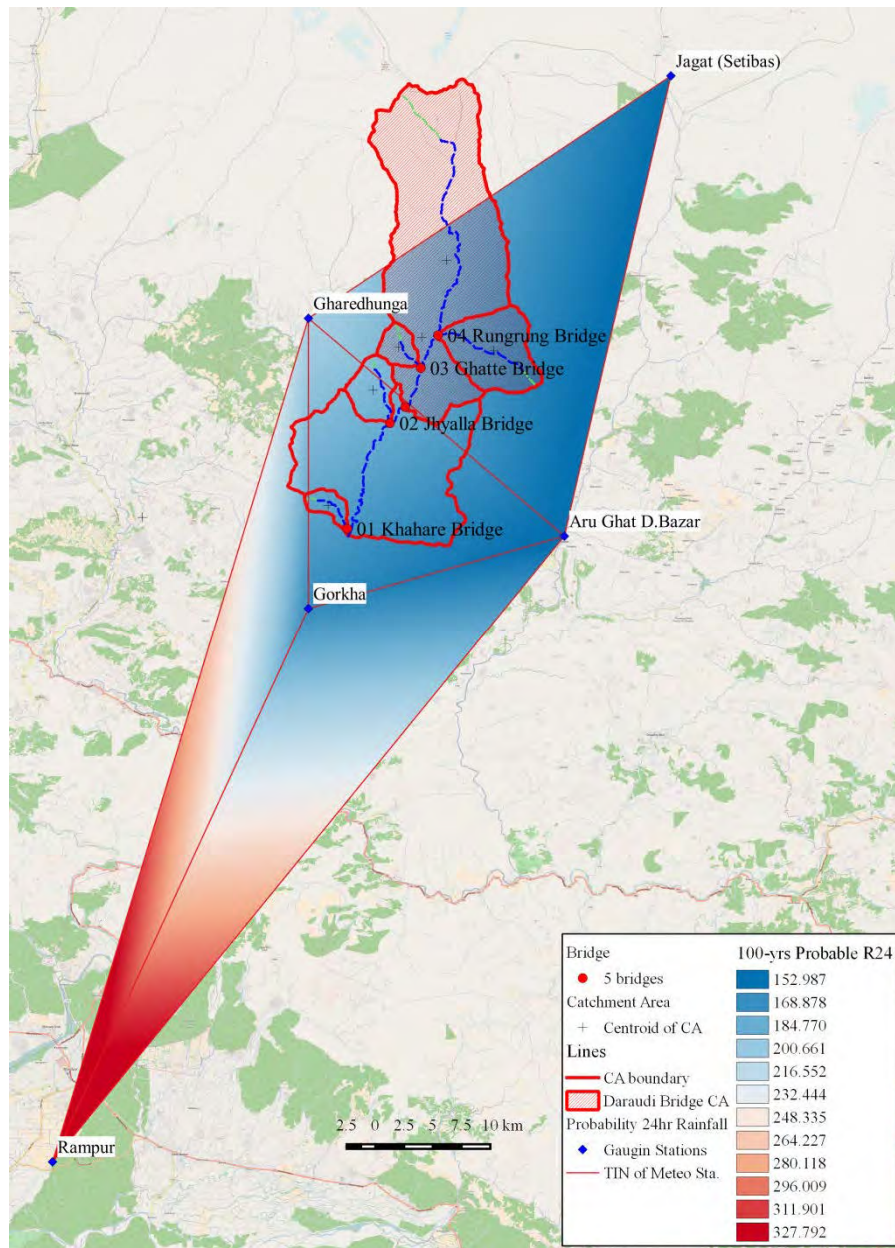 Jagat (Setibas)
Gharedhunga
04 Rungrung Bridge
03 Ghatte Bridge
02 Jhyalla Bridge
01 Khahare Bridge
Aru Ghat D.Bazar
Gorkha
Rampur
2.5 0 2.5 5 7.5 10 km
Bridge
5 bridges
Catchment Area
Centroid of CA
Lines
CA boundary
Daraudi Bridge CA
Probability 24hr Rainfall
Gaugin Stations
TIN of Meteo Sta.
100-yrs Probable R24
152.987
168.878
184.770
200.661
216.552
232.444
248.335
264.227
280.118
296.009
311.901
327.792